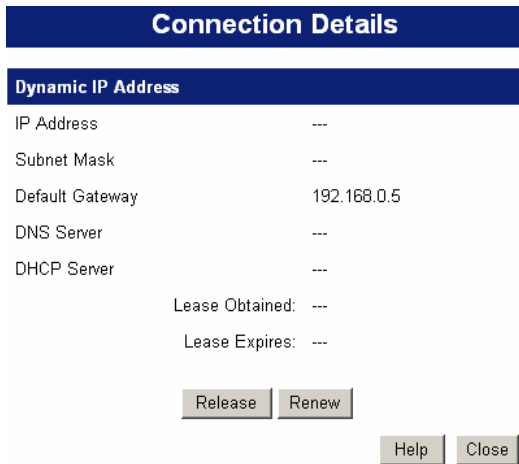 Connection Details
Dynamic IP Address
IP Address ---
Subnet Mask ---
Default Gateway 192.168.0.5
DNS Server ---
DHCP Server ---
Lease Obtained: ---
Lease Expires: ---
Release Renew
Help Close